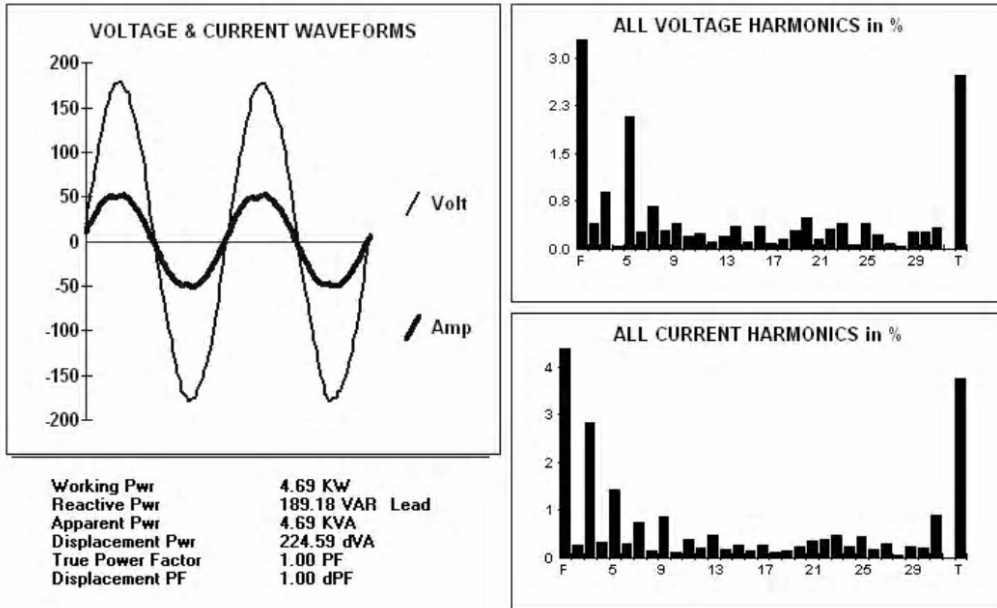 VOLTAGE & CURRENT WAVEFORMS
200
150
100
50
0
-50
-100
-150
-200
Volt
Amp
Working Pwr 4.69 KW
Reactive Pwr 189.18 VAR Lead
Apparent Pwr 4.69 KVA
Displacement Pwr 224.59 dVA
True Power Factor 1.00 PF
Displacement PF 1.00 dPF
ALL VOLTAGE HARMONICS in %
3.0
2.3
1.5
0.8
0.0
F 5 9 13 17 21 25 29 T
ALL CURRENT HARMONICS in %
4
3
2
1
0
F 5 9 13 17 21 25 29 T